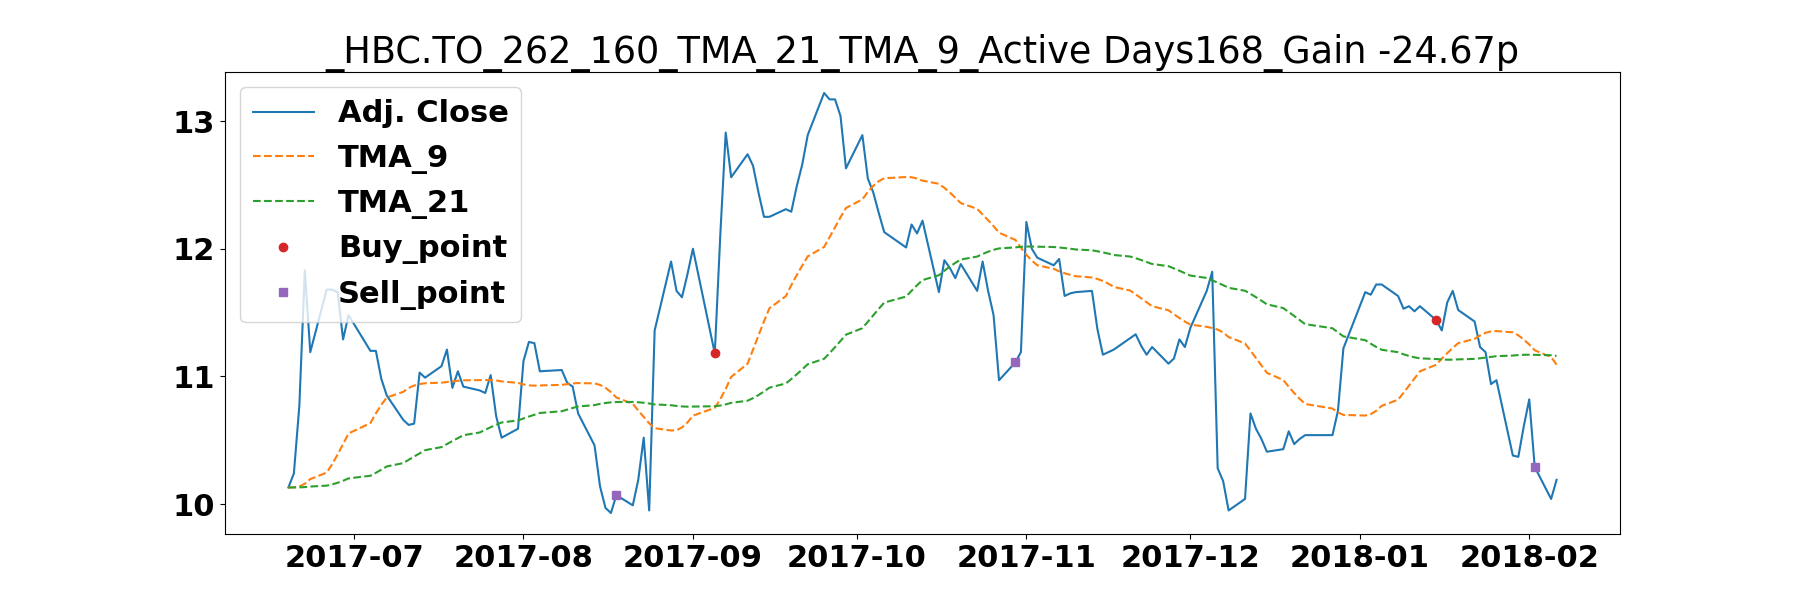 _HBC.TO_262_160_TMA_21_TMA_9_Active Days168_Gain -24.67p
Adj. Close
TMA_9
TMA_21
Buy_point
Sell_point
13
12
11
10
2017-07 2017-08 2017-09 2017-10 2017-11 2017-12 2018-01 2018-02